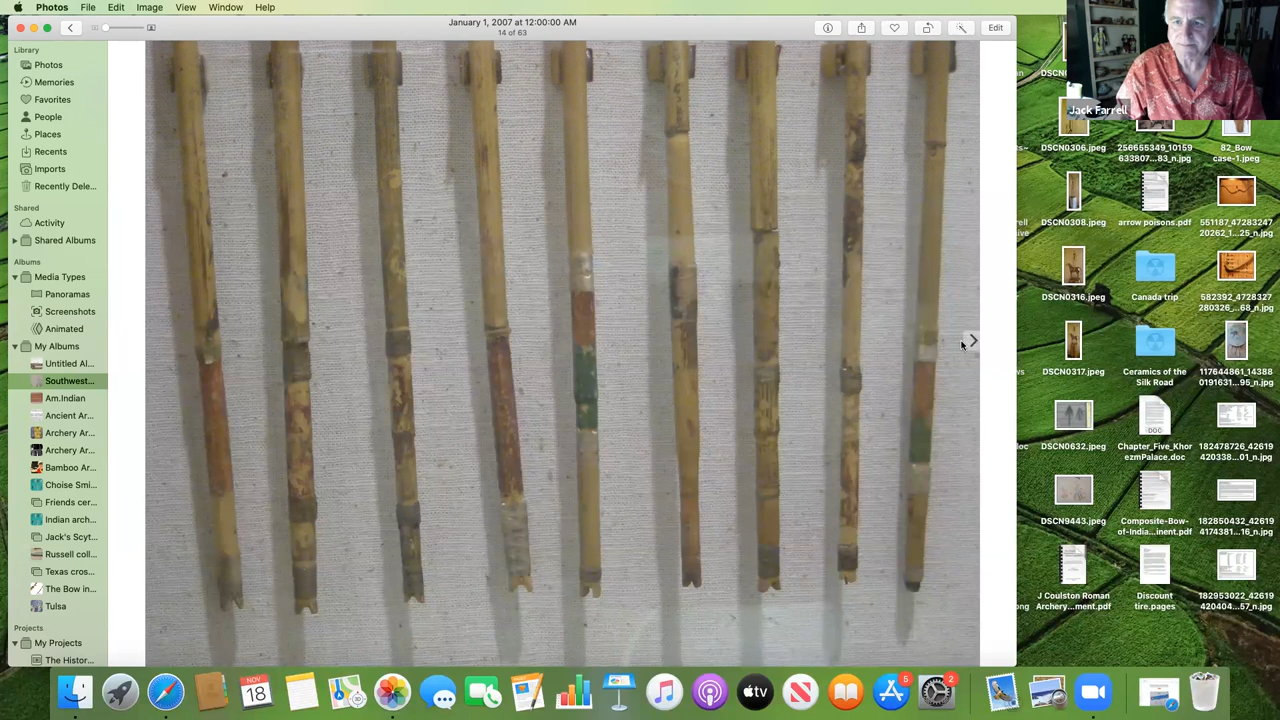 Photos File Edit Image View Window Help
January 1, 2007 at 12:00:00 AM
14 of 63
Edit
Library
Photos
Memories
Favorites
People
Places
Recents
Imports
Recently Dele...
Shared
Activity
Shared Albums
Albums
Media Types
Panoramas
Screenshots
Animated
My Albums
Untitled Al...
Southwest...
Am.Indian
Ancient Ar...
Archery Ar...
Archery Ar...
Bamboo Ar...
Choise Smi...
Friends cer...
Indian arch...
Jack's Scyt...
Russell coll...
Texas cros...
The Bow in...
Tulsa
Projects
My Projects
The Histor...
Jack Farrell
DSCN0306.jpeg
256655349_10159
633807...83_n.jpg
82_Bow
case-1.jpeg
DSCN0308.jpeg
arrow poisons.pdf
551187_47283247
20262_1...25_n.jpg
DSCN0316.jpeg
Canada trip
582392_4728327
280326_...68_n.jpg
DSCN0317.jpeg
Ceramics of the
Silk Road
117644861_14388
0191631...95_n.jpg
DOC
DSCN0632.jpeg
Chapter_Five_Khor
ezmPalace.doc
182478726_42619
420338...01_n.jpg
DSCN9443.jpeg
Composite-Bow-
of-India...inent.pdf
182850432_42619
4174381...16_n.jpg
J Coulston Roman
Archery...ment.pdf
Discount
tire.pages
182953022_42619
420404...57_n.jpg
NOV
18
tv
5
2